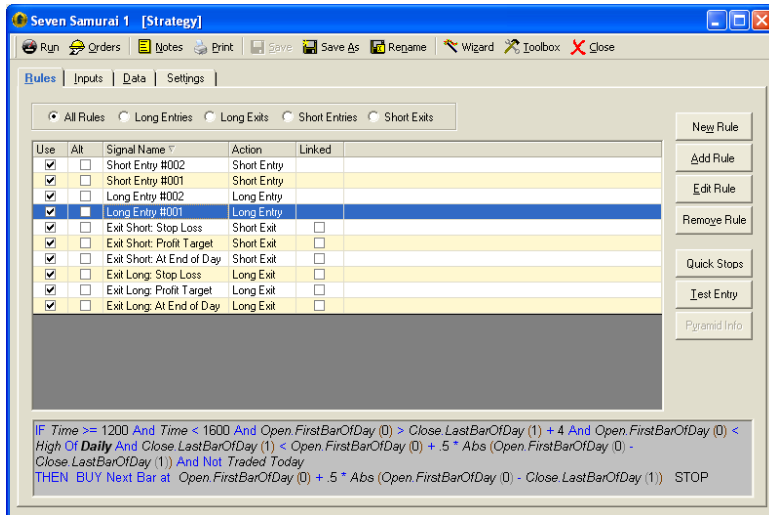 Seven Samurai 1 [Strategy]
Run Orders Notes Print Save Save As Rename Wizard Toolbox Close
Rules Inputs Data Settings
All Rules Long Entries Long Exits Short Entries Short Exits
New Rule
Add Rule
Edit Rule
Remove Rule
Quick Stops
Test Entry
Pyramid Info
Use Alt Signal Name Action Linked
Short Entry #002 Short Entry
Short Entry #001 Short Entry
Long Entry #002 Long Entry
Long Entry #001 Long Entry
Exit Short: Stop Loss Short Exit
Exit Short: Profit Target Short Exit
Exit Short: At End of Day Short Exit
Exit Long: Stop Loss Long Exit
Exit Long: Profit Target Long Exit
Exit Long: At End of Day Long Exit
IF Time >= 1200 And Time < 1600 And Open.FirstBarOfDay (0) > Close.LastBarOfDay (1) + 4 And Open.FirstBarOfDay (0) <
High Of Daily And Close.LastBarOfDay (1) < Open.FirstBarOfDay (0) + .5 * Abs (Open.FirstBarOfDay (0) -
Close.LastBarOfDay (1)) And Not Traded Today
THEN BUY Next Bar at Open.FirstBarOfDay (0) + .5 * Abs (Open.FirstBarOfDay (0) - Close.LastBarOfDay (1)) STOP